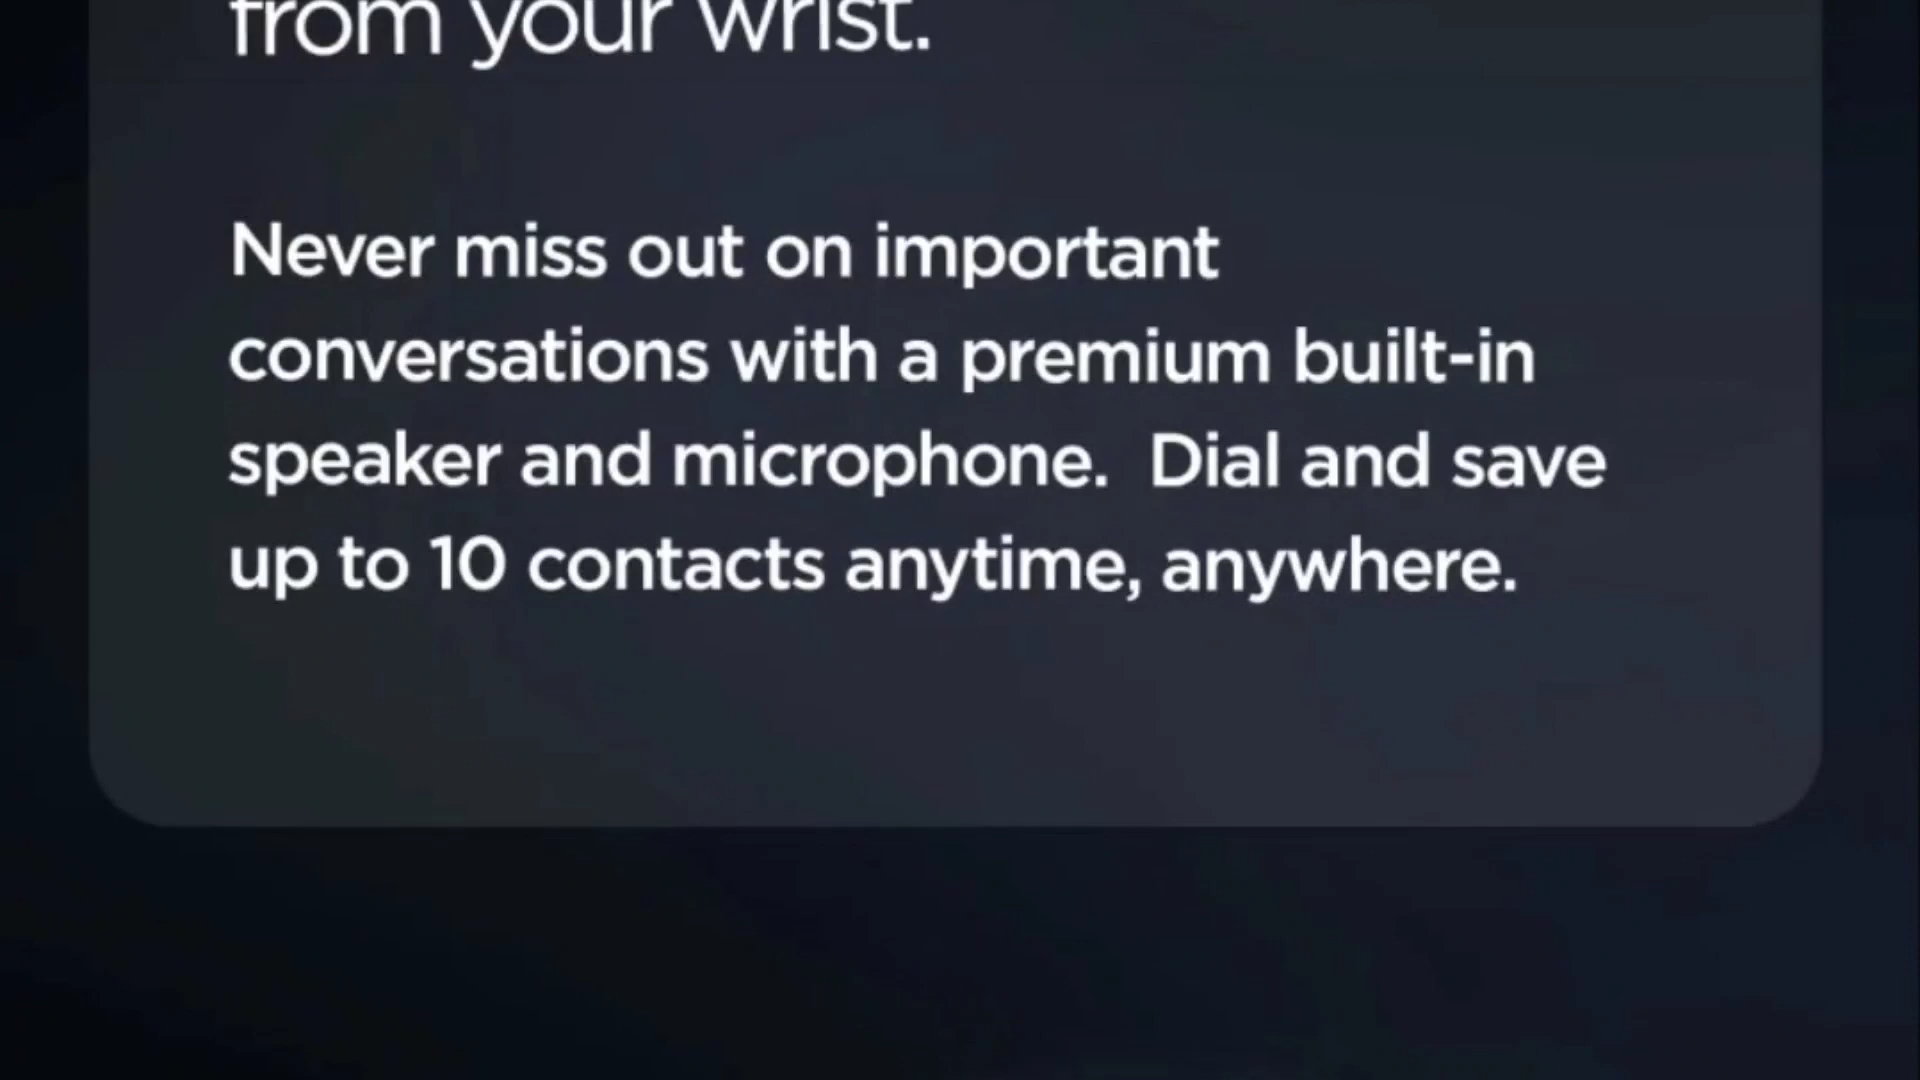 from your wrist.
Never miss out on important
conversations with a premium built-in
speaker and microphone.  Dial and save
up to 10 contacts anytime, anywhere.